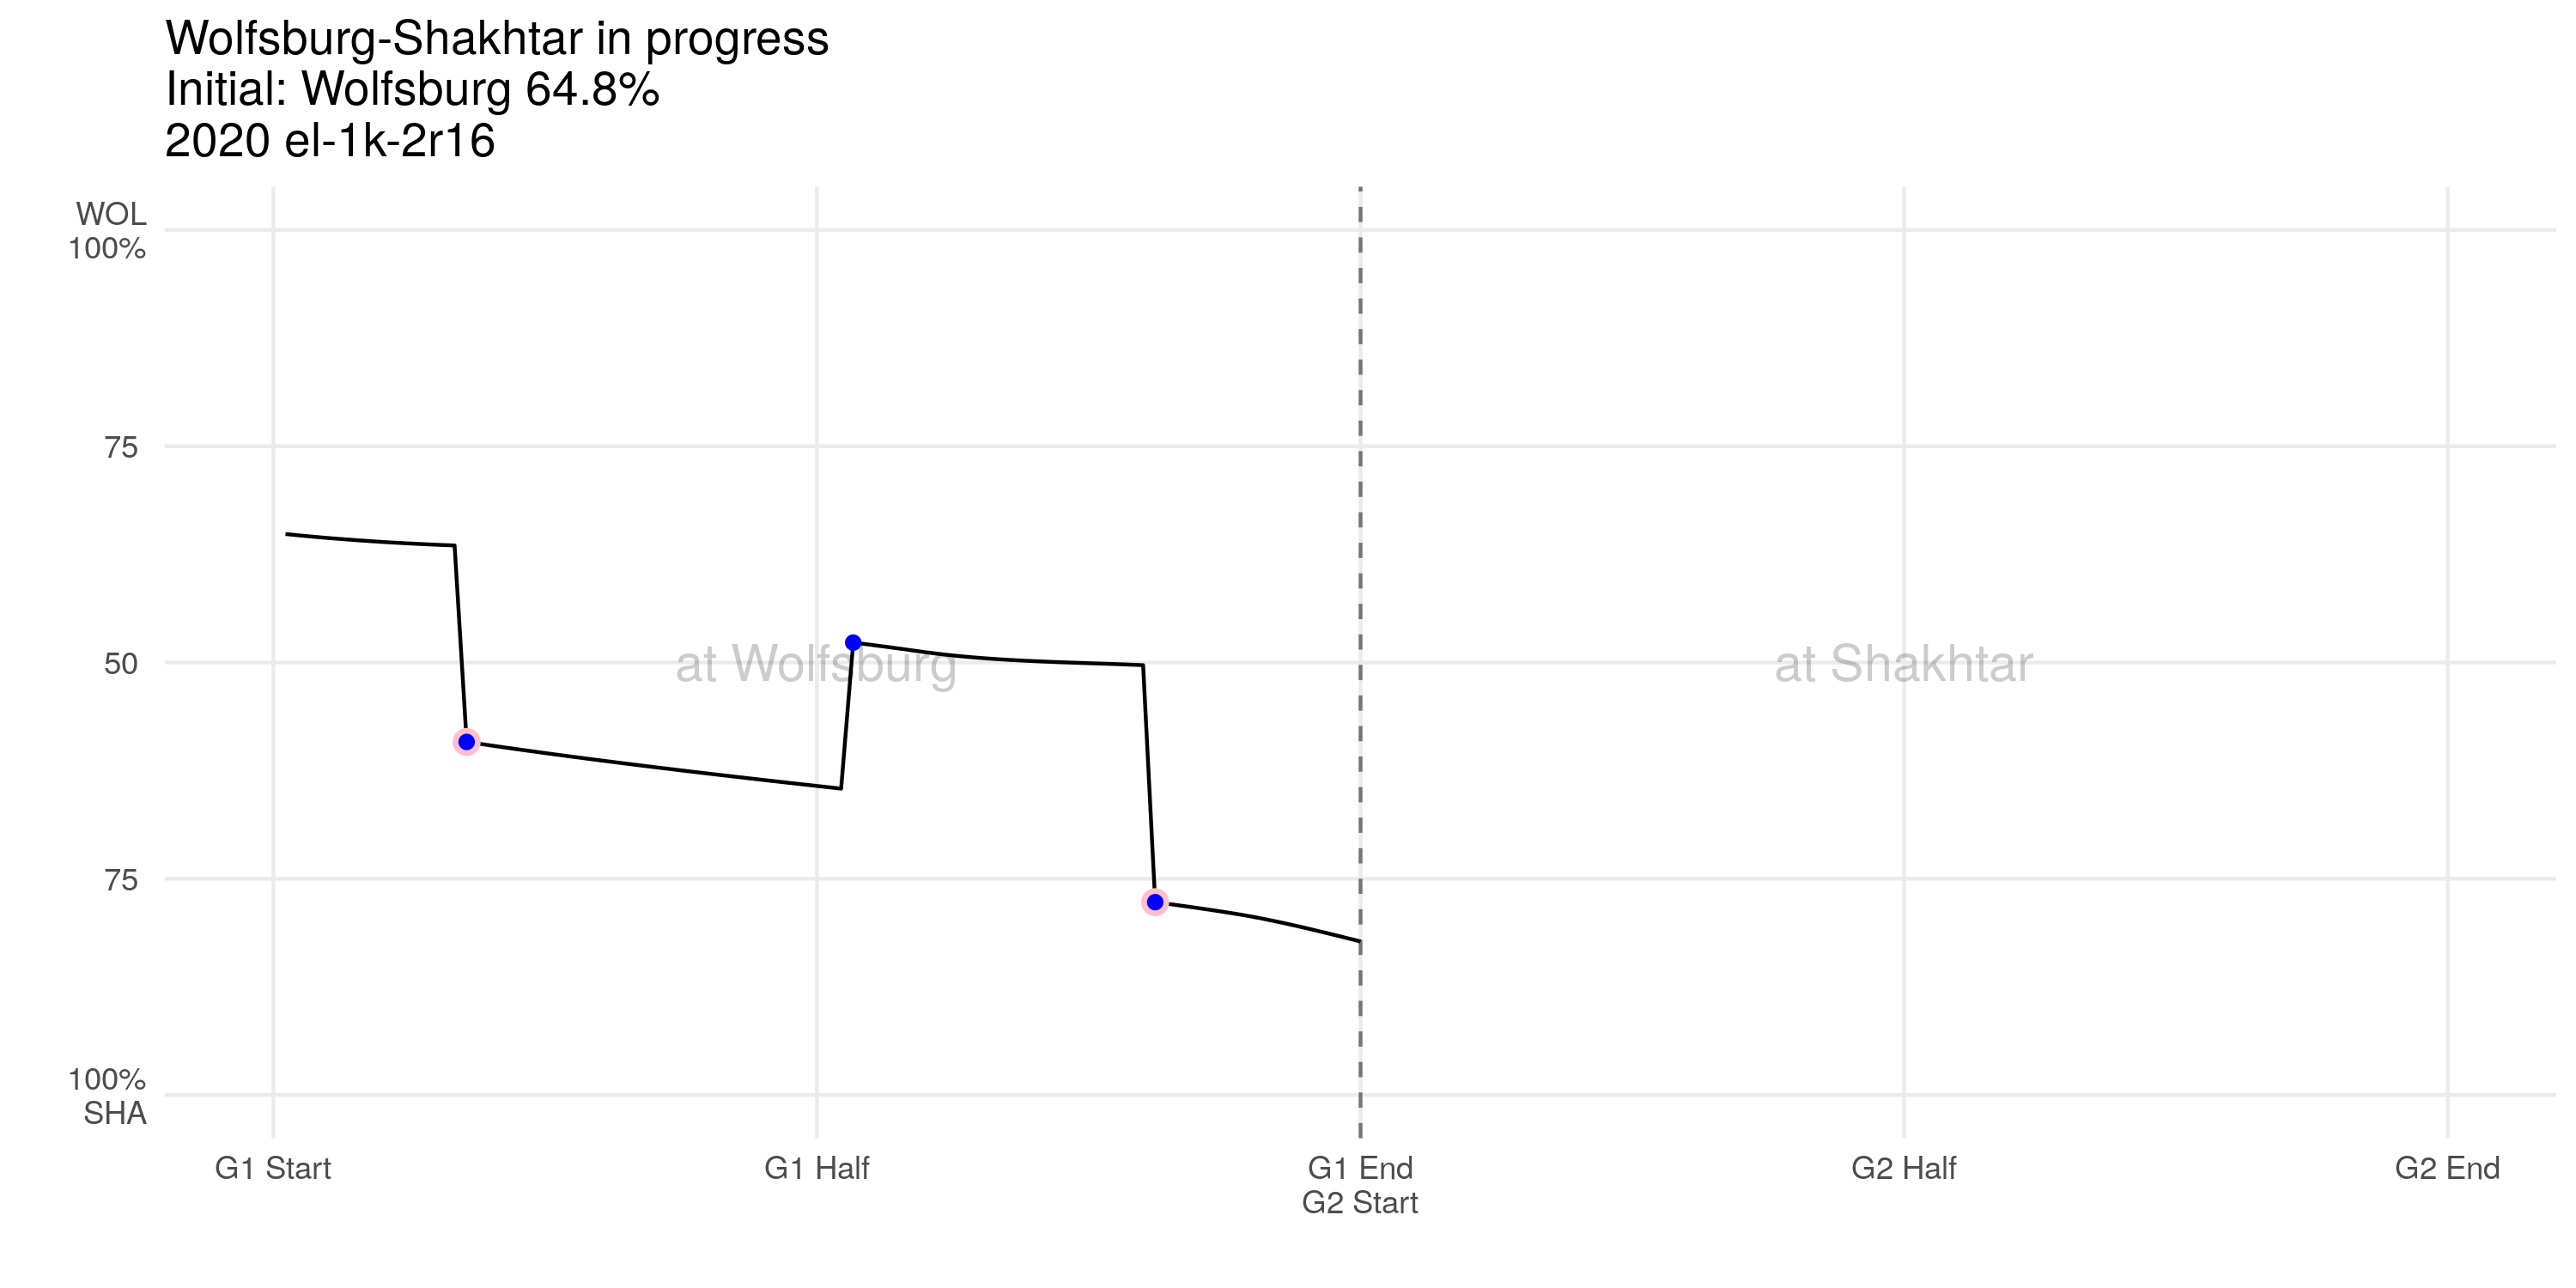 Wolfsburg-Shakhtar in progress
Initial: Wolfsburg 64.8%
2020 el-1k-2r16
WOL
100%
75
50
75
100%
SHA
at Wolfsburg
at Shakhtar
G1 Start
G1 Half
G1 End
G2 Start
G2 Half
G2 End